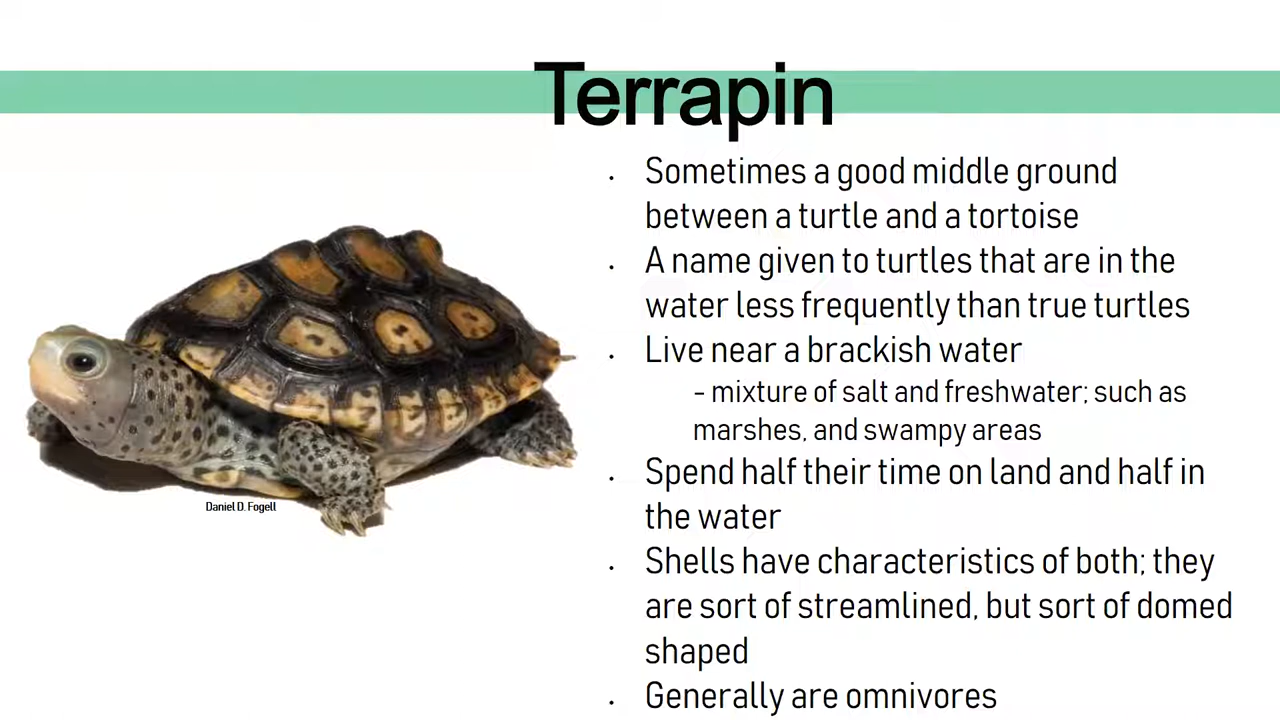 Terrapin
• Sometimes a good middle ground
between a turtle and a tortoise
• A name given to turtles that are in the
water less frequently than true turtles
• Live near a brackish water
– mixture of salt and freshwater; such as
marshes, and swampy areas
• Spend half their time on land and half in
the water
• Shells have characteristics of both; they
are sort of streamlined, but sort of domed
shaped
• Generally are omnivores
Daniel D. Fogell